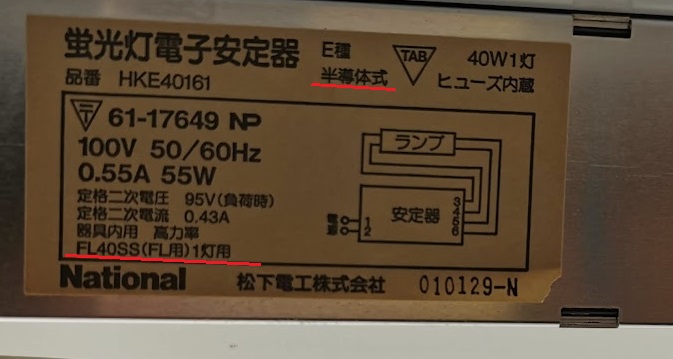 蛍光灯電子安定器 E種 TAB 40W1灯
品番 HKE40161 半導体式 ヒューズ内蔵
〒 61-17649 NP
100V 50/60Hz
0.55A 55W
定格二次電圧 95V(負荷時)
定格二次電流 0.43A
器具内用 高力率
FL40SS(FL用)1灯用
ランプ
安定器
電源
1
2
3
4
5
6
National 松下電工株式会社 010129-N